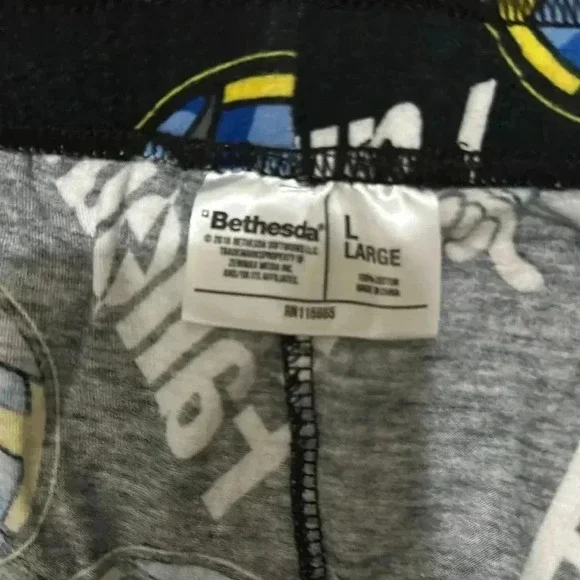 Bethesda
© 2018 BETHESDA SOFTWORKS LLC.
TRADEMARKS PROPERTY OF
ZENIMAX MEDIA INC.
AND/OR ITS AFFILIATES.
L
LARGE
100% COTTON
MADE IN CHINA
RN115665